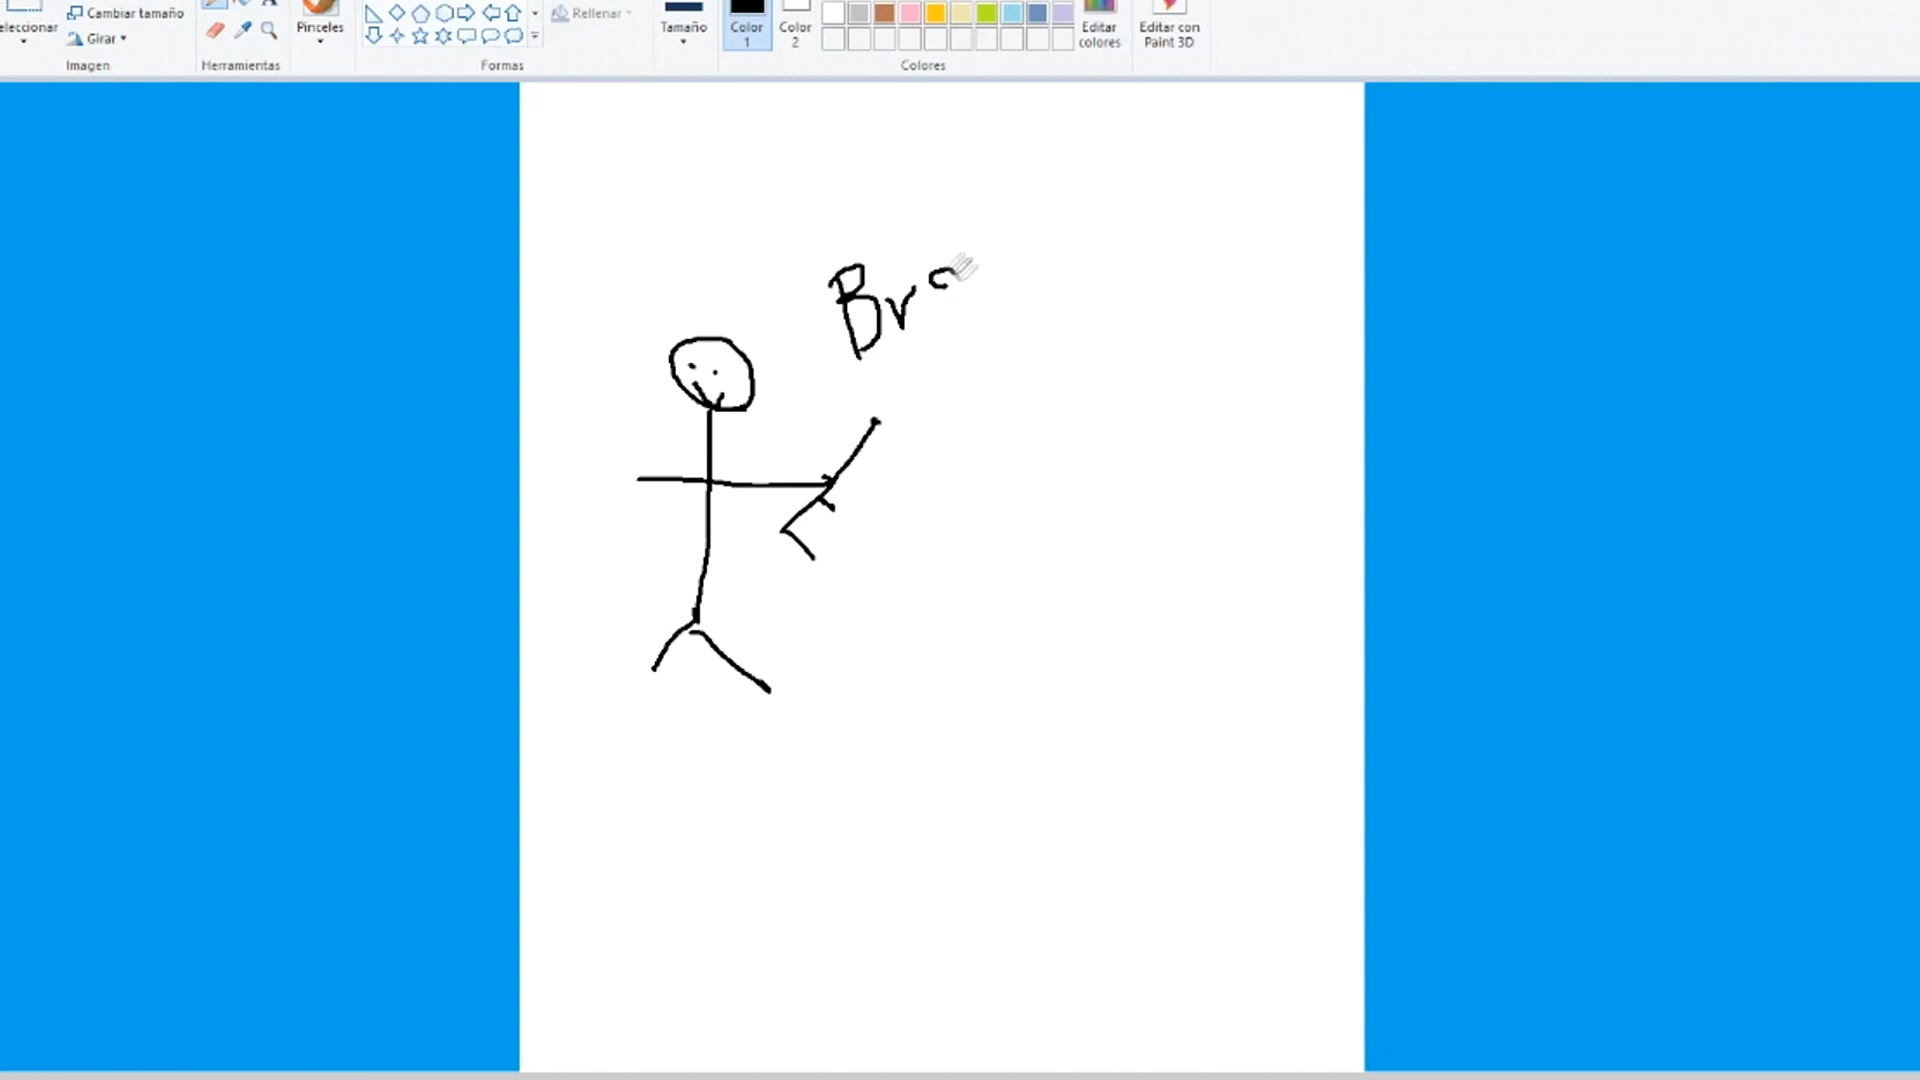 Cambiar tamaño
Girar
Pinceles
Rellenar
Tamaño
Color 1
Color 2
Editar colores
Editar con Paint 3D
Imagen
Herramientas
Formas
Colores
Br